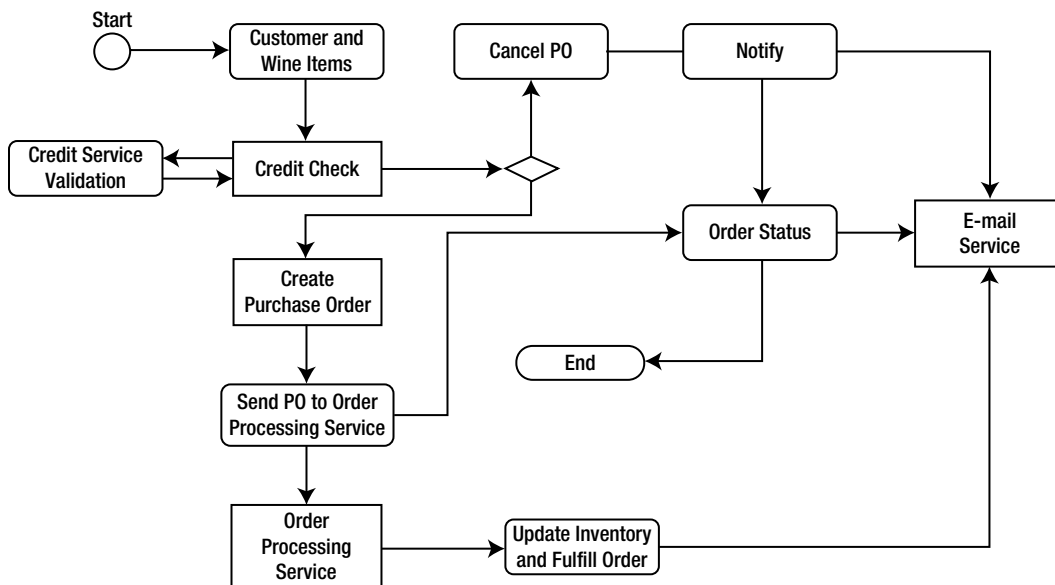 Start
Customer and
Wine Items
Cancel PO
Notify
Credit Service
Validation
Credit Check
Order Status
E-mail
Service
Create
Purchase Order
End
Send PO to Order
Processing Service
Order
Processing
Service
Update Inventory
and Fulfill Order